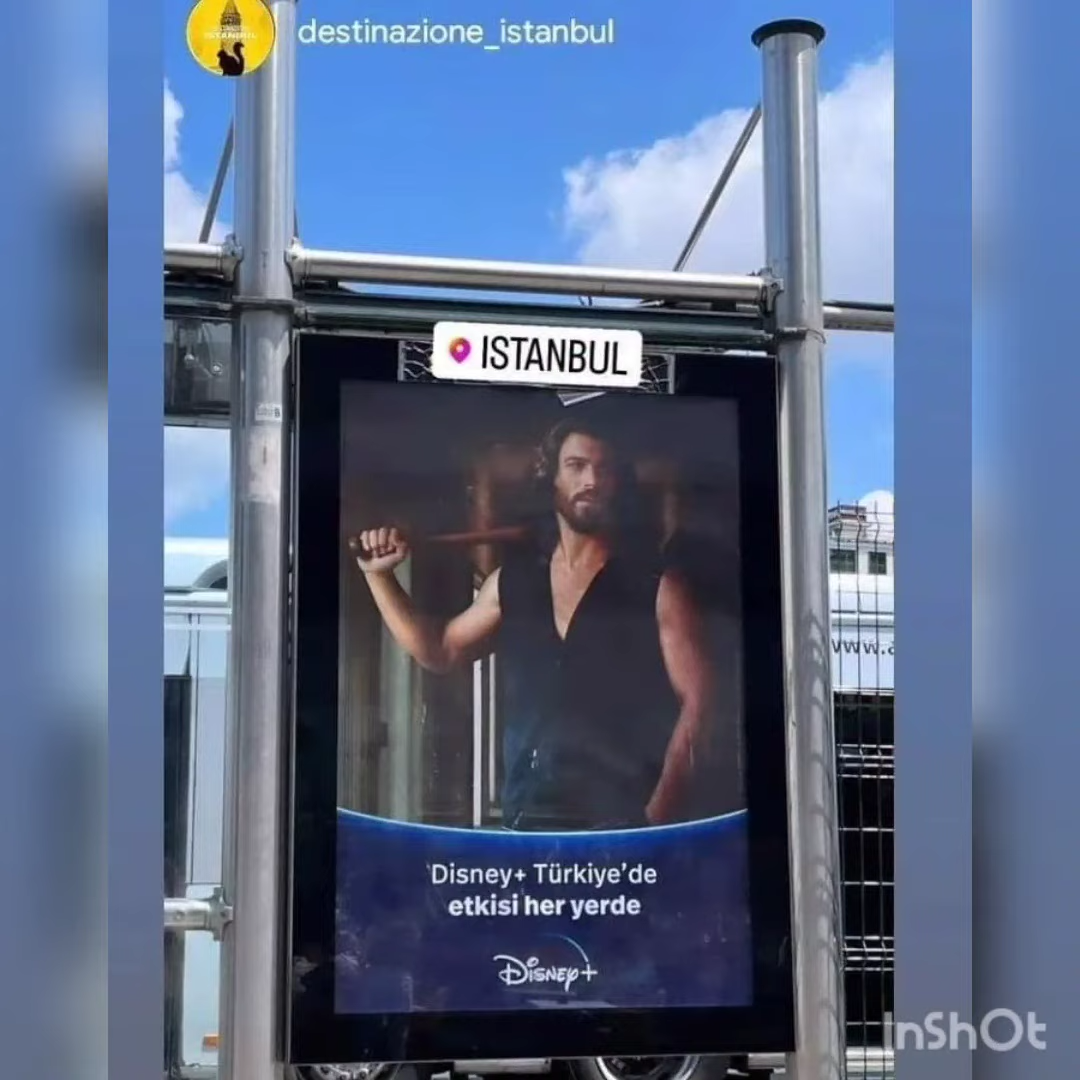 destinazione_istanbul
ISTANBUL
Disney+ Türkiye'de
etkisi her yerde
Disney+
InShOt